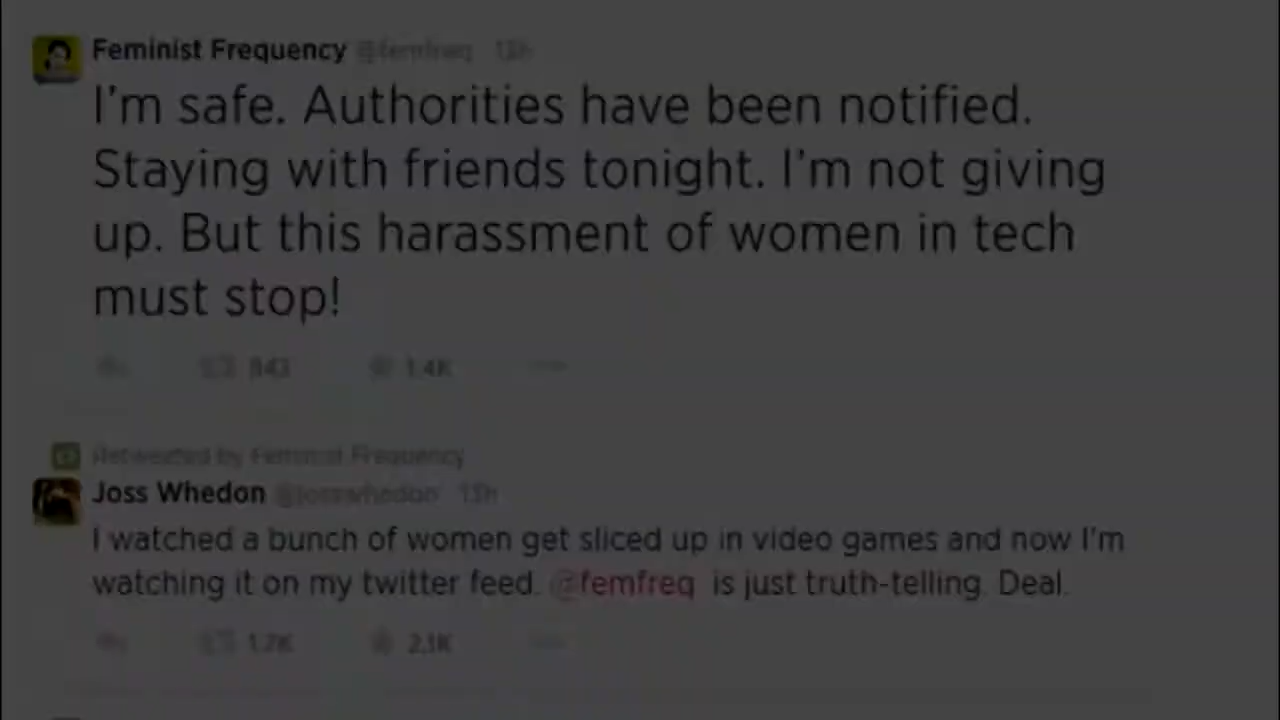 Feminist Frequency @femfreq 13h
I'm safe. Authorities have been notified.
Staying with friends tonight. I'm not giving
up. But this harassment of women in tech
must stop!
843 1.4K
Retweeted by Feminist Frequency
Joss Whedon @josswhedon 13h
I watched a bunch of women get sliced up in video games and now I'm
watching it on my twitter feed. @femfreq is just truth-telling. Deal.
1.7K 2.1K